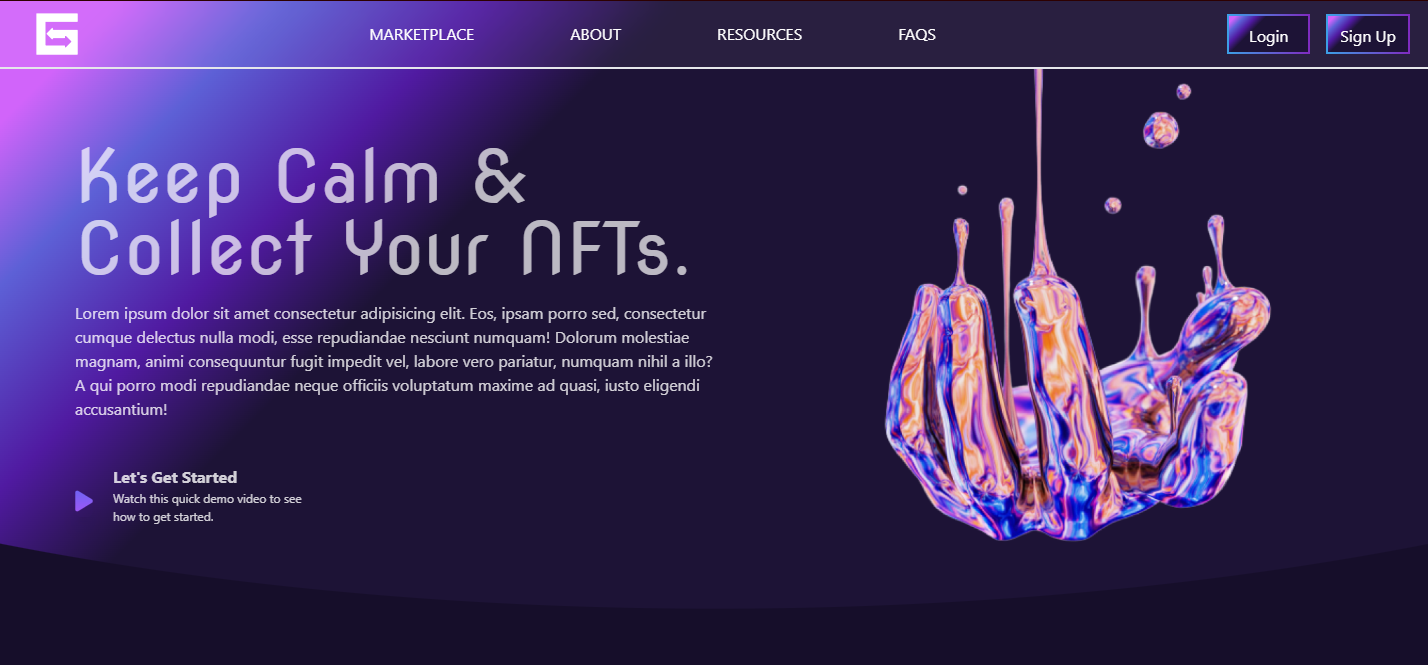 MARKETPLACE ABOUT RESOURCES FAQS Login Sign Up
Keep Calm &
Collect Your NFTs.
Lorem ipsum dolor sit amet consectetur adipisicing elit. Eos, ipsam porro sed, consectetur
cumque delectus nulla modi, esse repudiandae nesciunt numquam! Dolorum molestiae
magnam, animi consequuntur fugit impedit vel, labore vero pariatur, numquam nihil a illo?
A qui porro modi repudiandae neque officiis voluptatum maxime ad quasi, iusto eligendi
accusantium!
Let's Get Started
Watch this quick demo video to see
how to get started.